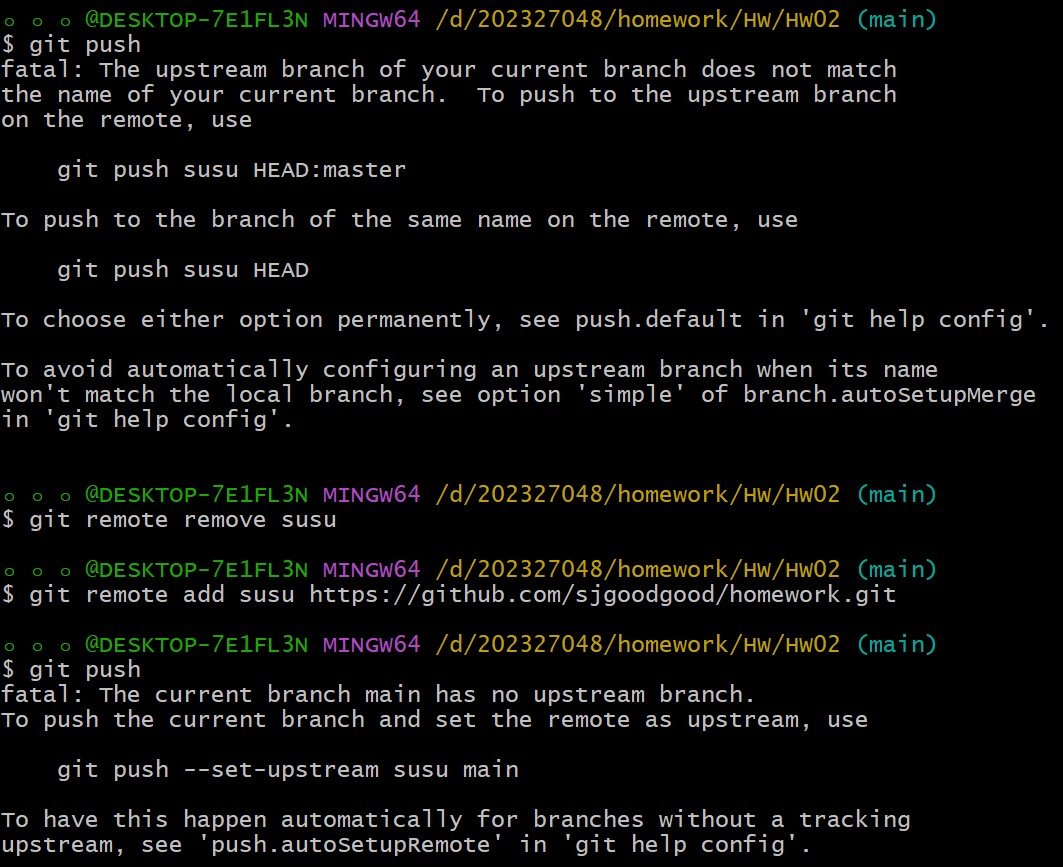 ㅇ ㅇ ㅇ @DESKTOP-7E1FL3N MINGW64 /d/202327048/homework/HW/HW02 (main)
$ git push
fatal: The upstream branch of your current branch does not match
the name of your current branch.  To push to the upstream branch
on the remote, use

    git push susu HEAD:master

To push to the branch of the same name on the remote, use

    git push susu HEAD

To choose either option permanently, see push.default in 'git help config'.

To avoid automatically configuring an upstream branch when its name
won't match the local branch, see option 'simple' of branch.autoSetupMerge
in 'git help config'.

ㅇ ㅇ ㅇ @DESKTOP-7E1FL3N MINGW64 /d/202327048/homework/HW/HW02 (main)
$ git remote remove susu

ㅇ ㅇ ㅇ @DESKTOP-7E1FL3N MINGW64 /d/202327048/homework/HW/HW02 (main)
$ git remote add susu https://github.com/sjgoodgood/homework.git

ㅇ ㅇ ㅇ @DESKTOP-7E1FL3N MINGW64 /d/202327048/homework/HW/HW02 (main)
$ git push
fatal: The current branch main has no upstream branch.
To push the current branch and set the remote as upstream, use

    git push --set-upstream susu main

To have this happen automatically for branches without a tracking
upstream, see 'push.autoSetupRemote' in 'git help config'.